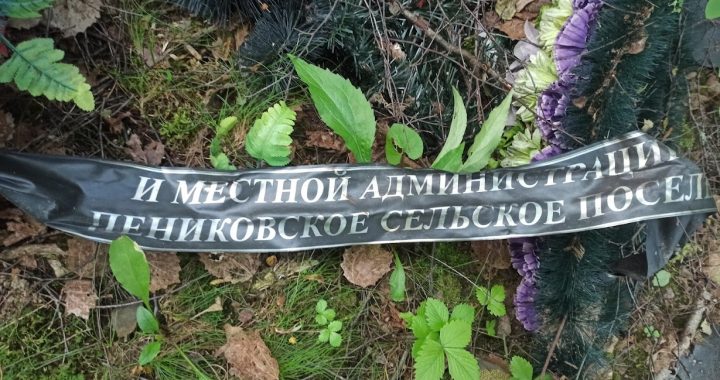 И МЕСТНОЙ АДМИНИСТРАЦИ
ПЕНИКОВСКОЕ СЕЛЬСКОЕ ПОСЕЛ